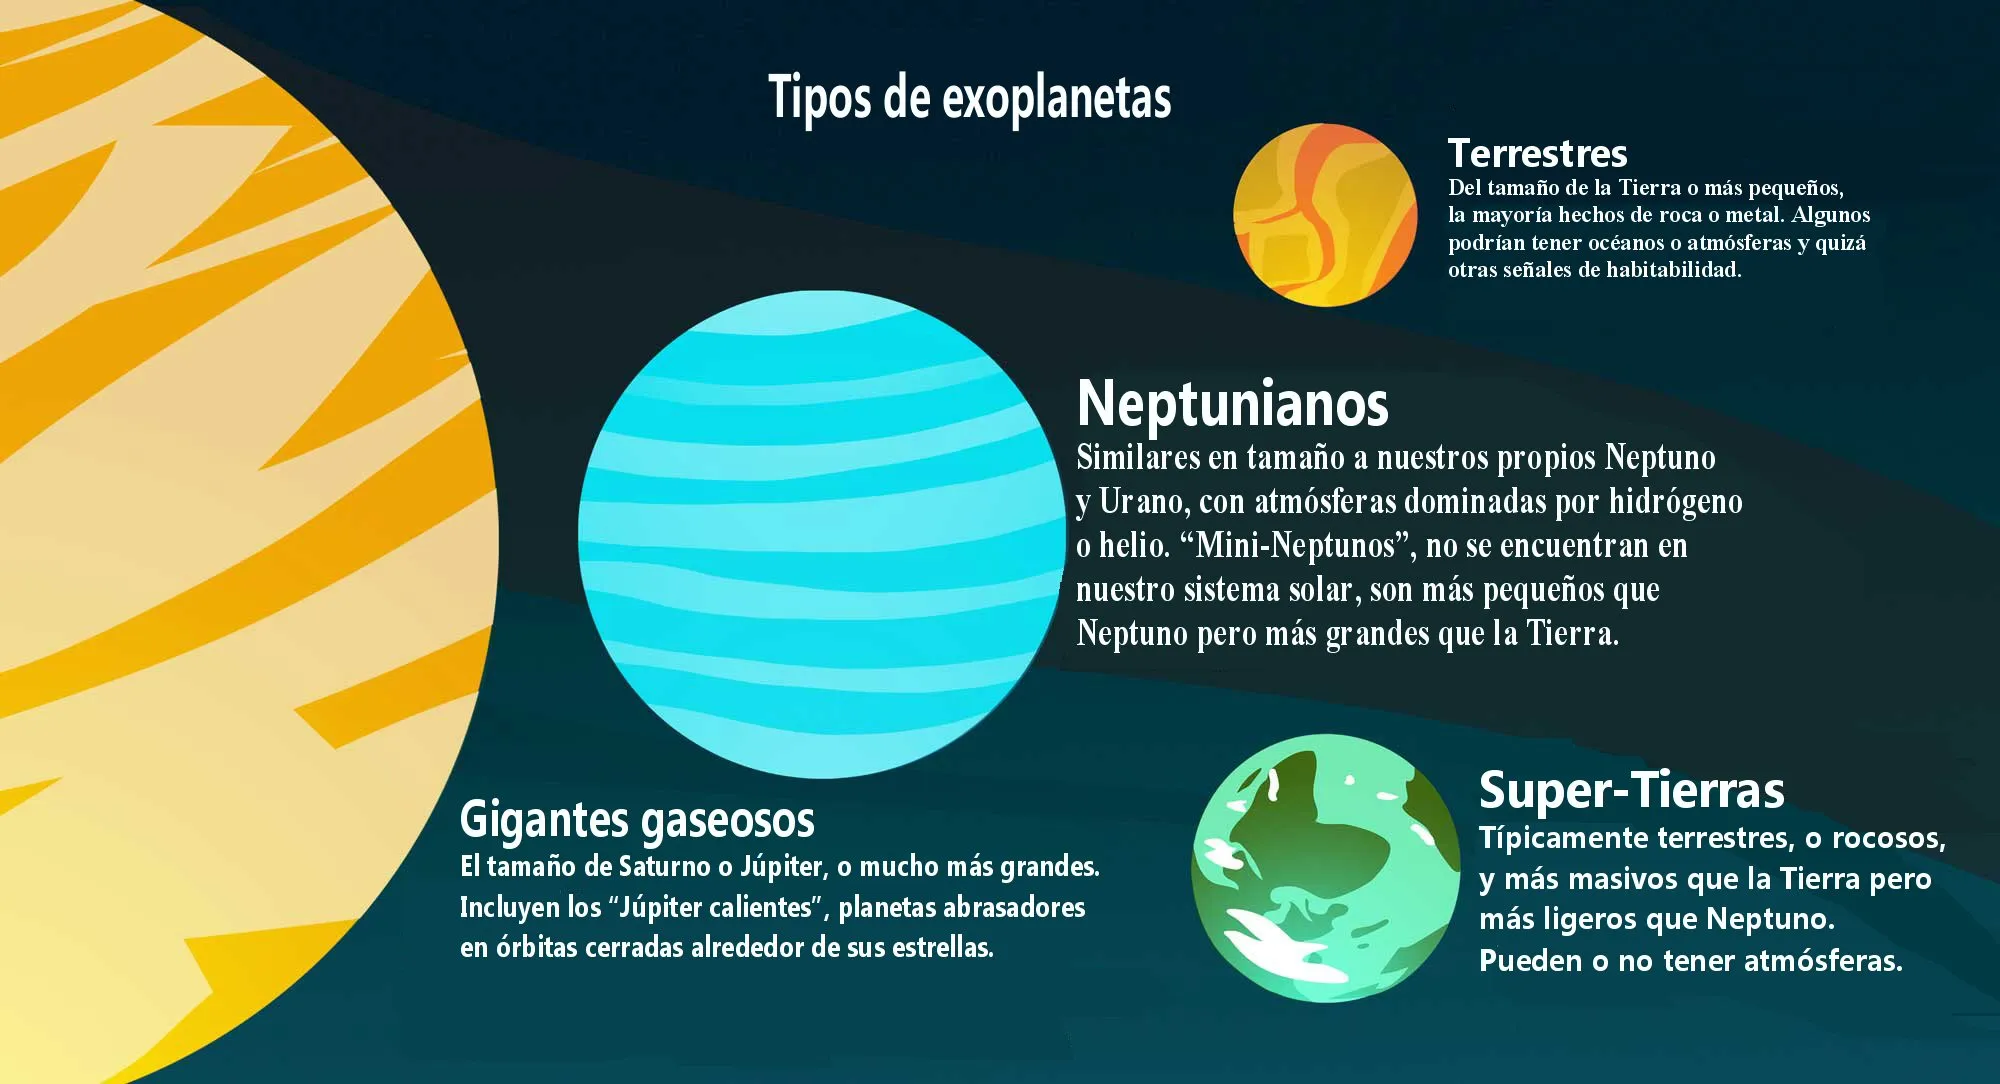 Tipos de exoplanetas
Terrestres
Del tamaño de la Tierra o más pequeños,
la mayoría hechos de roca o metal. Algunos
podrían tener océanos o atmósferas y quizá
otras señales de habitabilidad.
Neptunianos
Similares en tamaño a nuestros propios Neptuno
y Urano, con atmósferas dominadas por hidrógeno
o helio. “Mini-Neptunos”, no se encuentran en
nuestro sistema solar, son más pequeños que
Neptuno pero más grandes que la Tierra.
Gigantes gaseosos
El tamaño de Saturno o Júpiter, o mucho más grandes.
Incluyen los “Júpiter calientes”, planetas abrasadores
en órbitas cerradas alrededor de sus estrellas.
Super-Tierras
Típicamente terrestres, o rocosos,
y más masivos que la Tierra pero
más ligeros que Neptuno.
Pueden o no tener atmósferas.